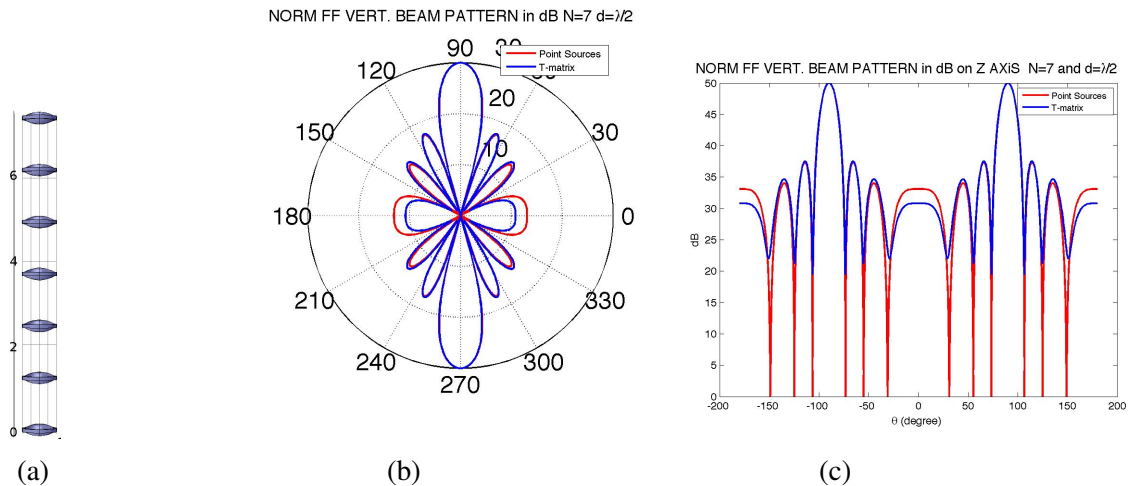 6
4
2
0
(a)
NORM FF VERT. BEAM PATTERN in dB N=7 d=λ/2
Point Sources
T-matrix
90
120
150
180
210
240
270
300
330
0
30
10
20
(b)
NORM FF VERT. BEAM PATTERN in dB on Z AXiS N=7 and d=λ/2
Point Sources
T-matrix
50
45
40
35
30
25
20
15
10
5
0
dB
-200 -150 -100 -50 0 50 100 150 200
θ (degree)
(c)